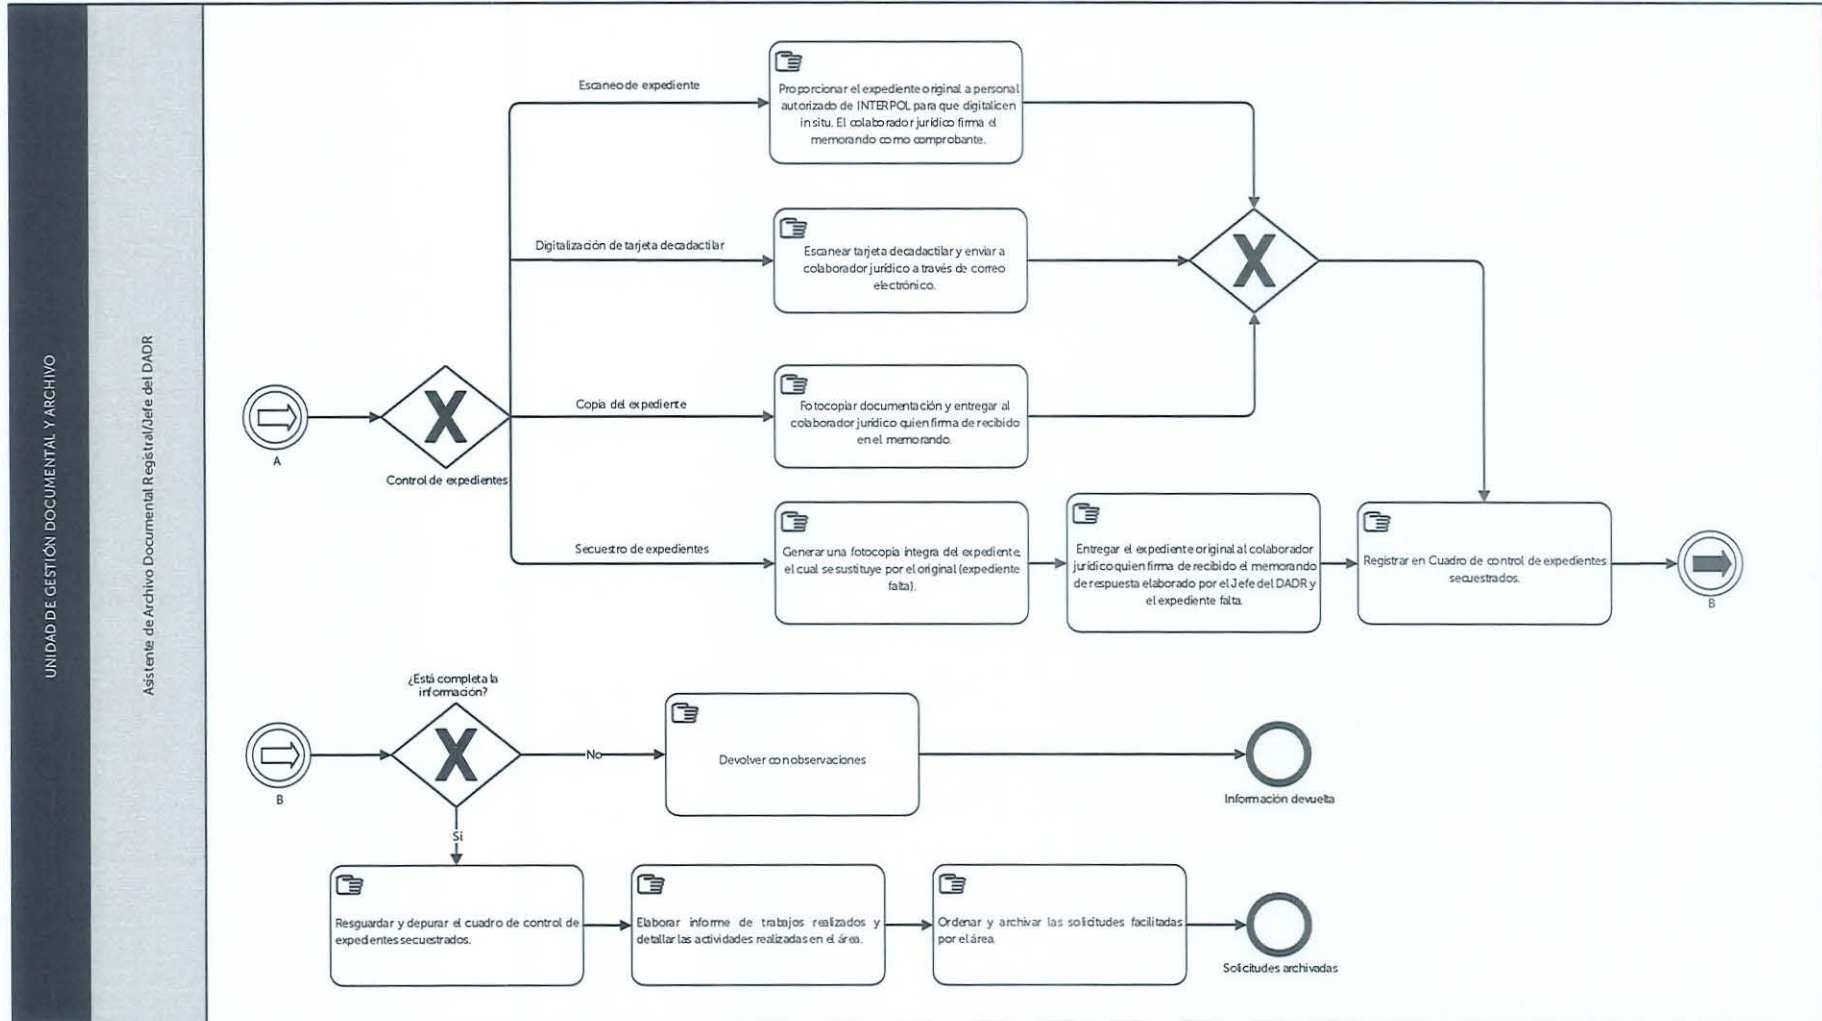 UNIDAD DE GESTIÓN DOCUMENTAL Y ARCHIVO
Asistente de Archivo Documental Registral/Jefe del DADR
A
Control de expedientes
Escaneo de expediente
Proporcionar el expediente original a personal
autorizado de INTERPOL para que digitalicen
in situ. El colaborador jurídico firma el
memorando como comprobante.
Digitalización de tarjeta decadactilar
Escanear tarjeta decadactilar y enviar a
colaborador jurídico a través de correo
electrónico.
Copia del expediente
Fotocopiar documentación y entregar al
colaborador jurídico quien firma de recibido
en el memorando.
Secuestro de expedientes
Generar una fotocopia íntegra del expediente,
el cual se sustituye por el original (expediente
falta).
Entregar el expediente original al colaborador
jurídico quien firma de recibido el memorando
de respuesta elaborado por el Jefe del DADR y
el expediente falta.
Registrar en Cuadro de control de expedientes
secuestrados.
B
B
¿Está completa la
información?
No
Devolver con observaciones
Información devuelta
Si
Resguardar y depurar el cuadro de control de
expedientes secuestrados.
Elaborar informe de trabajos realizados y
detallar las actividades realizadas en el área.
Ordenar y archivar las solicitudes facilitadas
por el área
Solicitudes archivadas